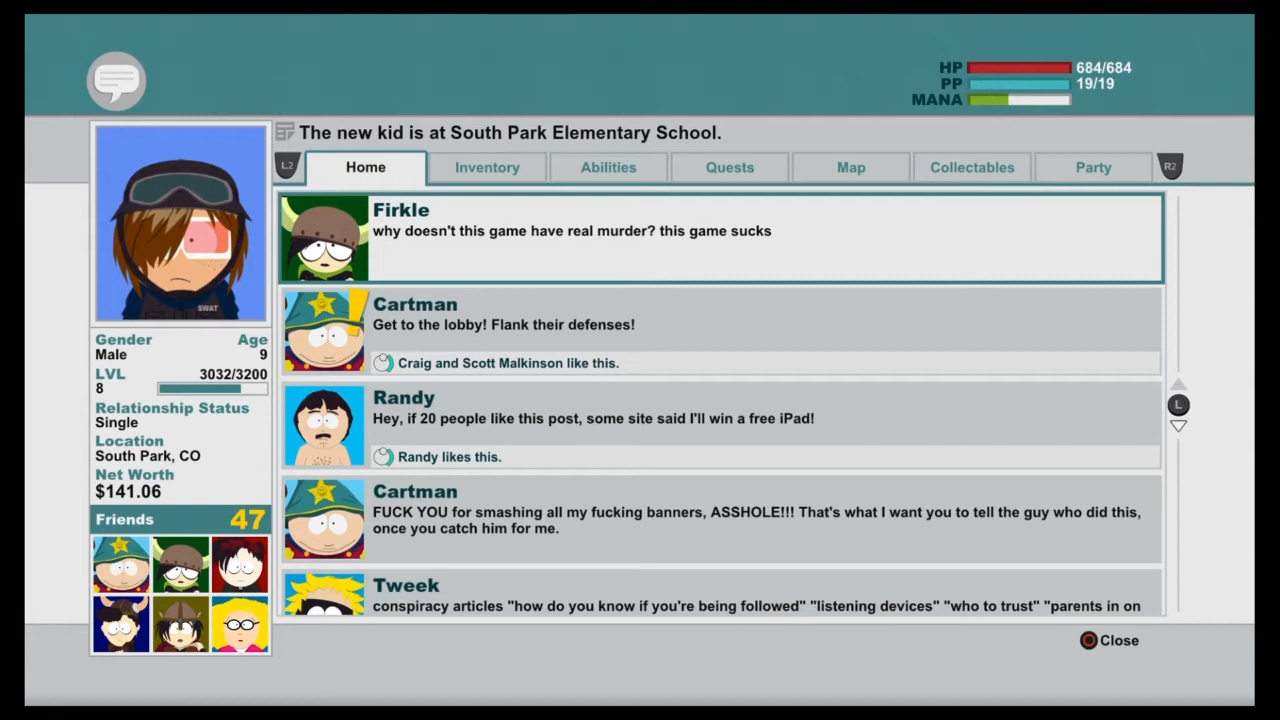 HP 684/684
PP 19/19
MANA
The new kid is at South Park Elementary School.
L2 Home Inventory Abilities Quests Map Collectables Party R2
SWAT
Gender Age
Male 9
LVL 3032/3200
8
Relationship Status
Single
Location
South Park, CO
Net Worth
$141.06
Friends 47
Firkle
why doesn't this game have real murder? this game sucks
Cartman
Get to the lobby! Flank their defenses!
Craig and Scott Malkinson like this.
Randy
Hey, if 20 people like this post, some site said I'll win a free iPad!
Randy likes this.
Cartman
FUCK YOU for smashing all my fucking banners, ASSHOLE!!! That's what I want you to tell the guy who did this,
once you catch him for me.
Tweek
conspiracy articles "how do you know if you're being followed" "listening devices" "who to trust" "parents in on
L
Close